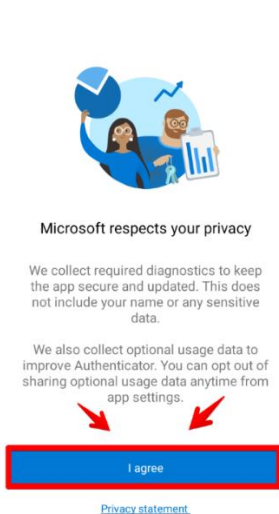 Microsoft respects your privacy
We collect required diagnostics to keep
the app secure and updated. This does
not include your name or any sensitive
data.
We also collect optional usage data to
improve Authenticator. You can opt out of
sharing optional usage data anytime from
app settings.
I agree
Privacy statement